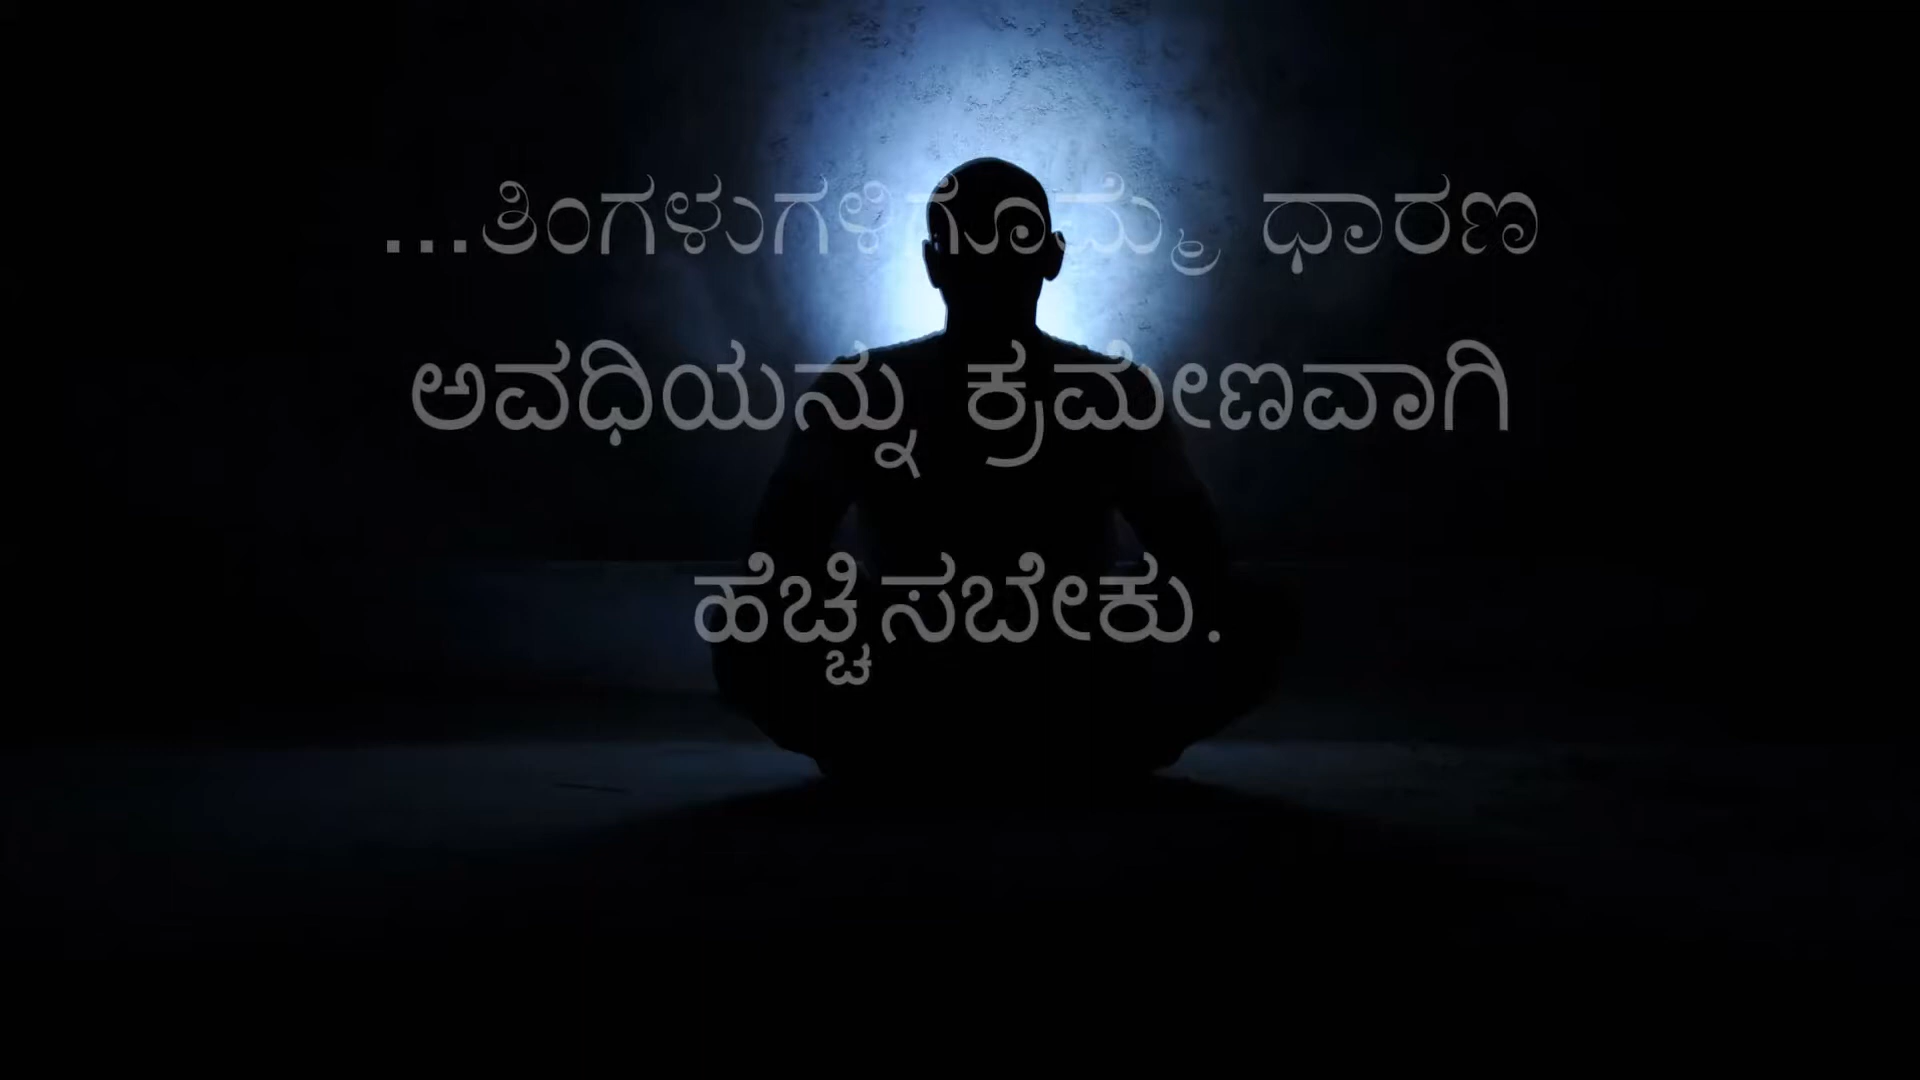 ...ತಿಂಗಳುಗಳಿಗೊಮ್ಮೆ ಧಾರಣ
ಅವಧಿಯನ್ನು ಕ್ರಮೇಣವಾಗಿ
ಹೆಚ್ಚಿಸಬೇಕು.